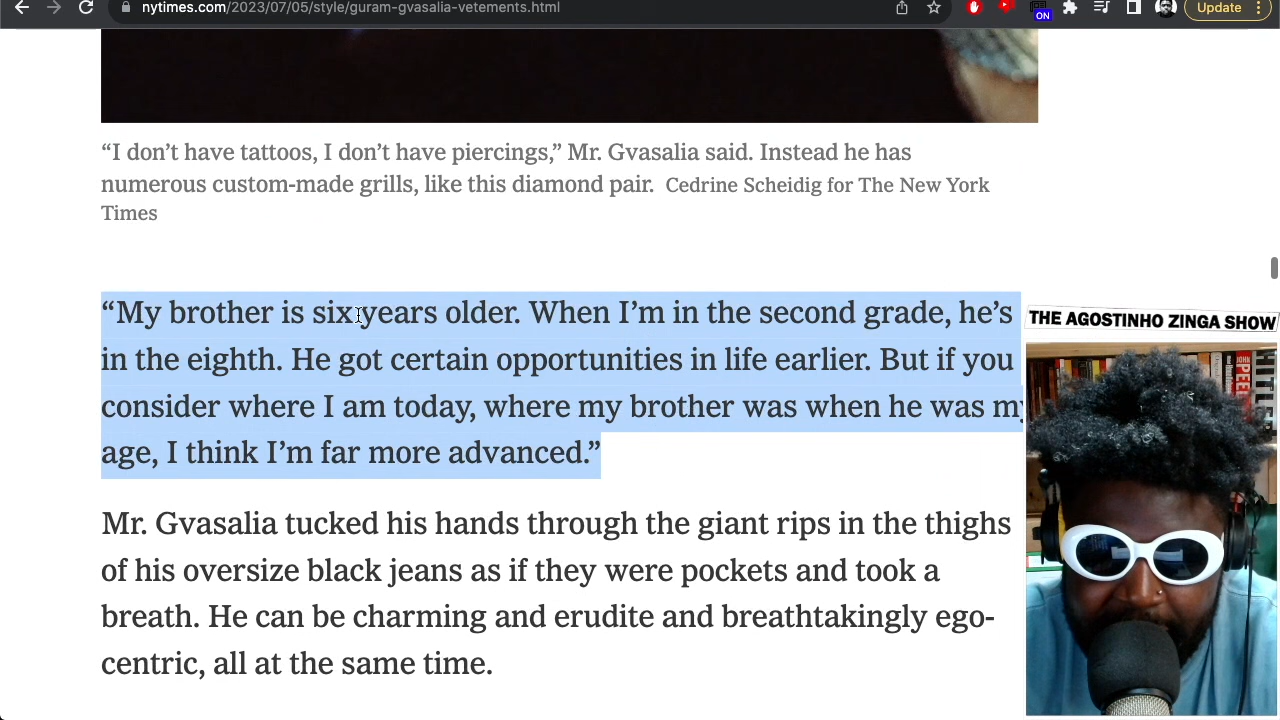 nytimes.com/2023/07/05/style/guram-gvasalia-vetements.html
ON
Update
“I don’t have tattoos, I don’t have piercings,” Mr. Gvasalia said. Instead he has
numerous custom-made grills, like this diamond pair. Cedrine Scheidig for The New York
Times
“My brother is six years older. When I’m in the second grade, he’s
in the eighth. He got certain opportunities in life earlier. But if you
consider where I am today, where my brother was when he was my
age, I think I’m far more advanced.”
THE AGOSTINHO ZINGA SHOW
Mr. Gvasalia tucked his hands through the giant rips in the thighs
of his oversize black jeans as if they were pockets and took a
breath. He can be charming and erudite and breathtakingly ego-
centric, all at the same time.